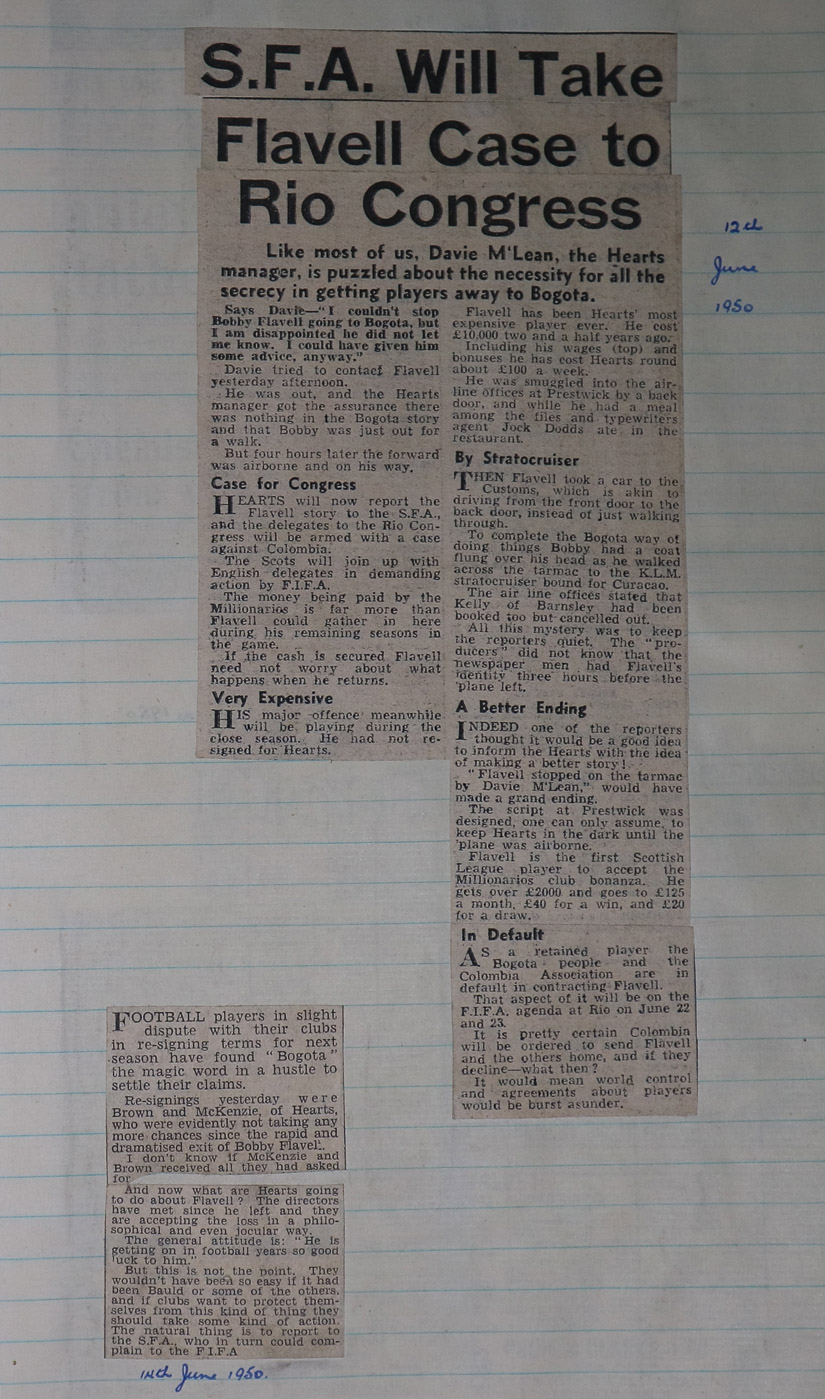 S.F.A. Will Take
Flavell Case to
Rio Congress
12th
June
1950
Like most of us, Davie M'Lean, the Hearts
manager, is puzzled about the necessity for all the
secrecy in getting players away to Bogota.
Says Davie—"I couldn't stop
Bobby Flavell going to Bogota, but
I am disappointed he did not let
me know. I could have given him
some advice, anyway."
Davie tried to contact Flavell
yesterday afternoon.
He was out, and the Hearts
manager got the assurance there
was nothing in the Bogota story
and that Bobby was just out for
a walk.
But four hours later the forward
was airborne and on his way.
Case for Congress
HEARTS will now report the
Flavell story to the S.F.A.,
and the delegates to the Rio Con-
gress will be armed with a case
against Colombia.
The Scots will join up with
English delegates in demanding
action by F.I.F.A.
The money being paid by the
Millionarios is far more than
Flavell could gather in here
during his remaining seasons in
the game.
If the cash is secured Flavell
need not worry about what
happens when he returns.
Very Expensive
HIS major offence meanwhile
will be playing during the
close season. He had not re-
signed for Hearts.
Flavell has been Hearts' most
expensive player ever. He cost
£10,000 two and a half years ago.
Including his wages (top) and
bonuses he has cost Hearts round
about £100 a week.
He was smuggled into the air-
line offices at Prestwick by a back
door, and while he had a meal
among the files and typewriters
agent Jock Dodds ate in the
restaurant.
By Stratocruiser
THEN Flavell took a car to the
Customs, which is akin to
driving from the front door to the
back door, instead of just walking
through.
To complete the Bogota way of
doing things Bobby had a coat
flung over his head as he walked
across the tarmac to the K.L.M.
stratocruiser bound for Curacao.
The air line offices stated that
Kelly of Barnsley had been
booked too but cancelled out.
All this mystery was to keep
the reporters quiet. The "pro-
ducers" did not know that the
newspaper men had Flavell's
identity three hours before the
'plane left.
A Better Ending
INDEED one of the reporters
thought it would be a good idea
to inform the Hearts with the idea
of making a better story!
"Flavell stopped on the tarmac
by Davie M'Lean," would have
made a grand ending.
The script at Prestwick was
designed, one can only assume, to
keep Hearts in the dark until the
'plane was airborne.
Flavell is the first Scottish
League player to accept the
Millionarios club bonanza. He
gets over £2000 and goes to £125
a month, £40 for a win, and £20
for a draw.
In Default
AS a retained player the
Bogota people and the
Colombia Association are in
default in contracting Flavell.
That aspect of it will be on the
F.I.F.A. agenda at Rio on June 22
and 23.
It is pretty certain Colombia
will be ordered to send Flavell
and the others home, and if they
decline—what then?
It would mean world control
and agreements about players
would be burst asunder.
FOOTBALL players in slight
dispute with their clubs
in re-signing terms for next
season have found "Bogota"
the magic word in a hustle to
settle their claims.
Re-signings yesterday were
Brown and McKenzie, of Hearts,
who were evidently not taking any
more chances since the rapid and
dramatised exit of Bobby Flavell.
I don't know if McKenzie and
Brown received all they had asked
for
And now what are Hearts going
to do about Flavell? The directors
have met since he left and they
are accepting the loss in a philo-
sophical and even jocular way.
The general attitude is: "He is
getting on in football years so good
luck to him."
But this is not the point. They
wouldn't have been so easy if it had
been Bauld or some of the others,
and if clubs want to protect them-
selves from this kind of thing they
should take some kind of action.
The natural thing is to report to
the S.F.A., who in turn could com-
plain to the F.I.F.A
14th June 1950.